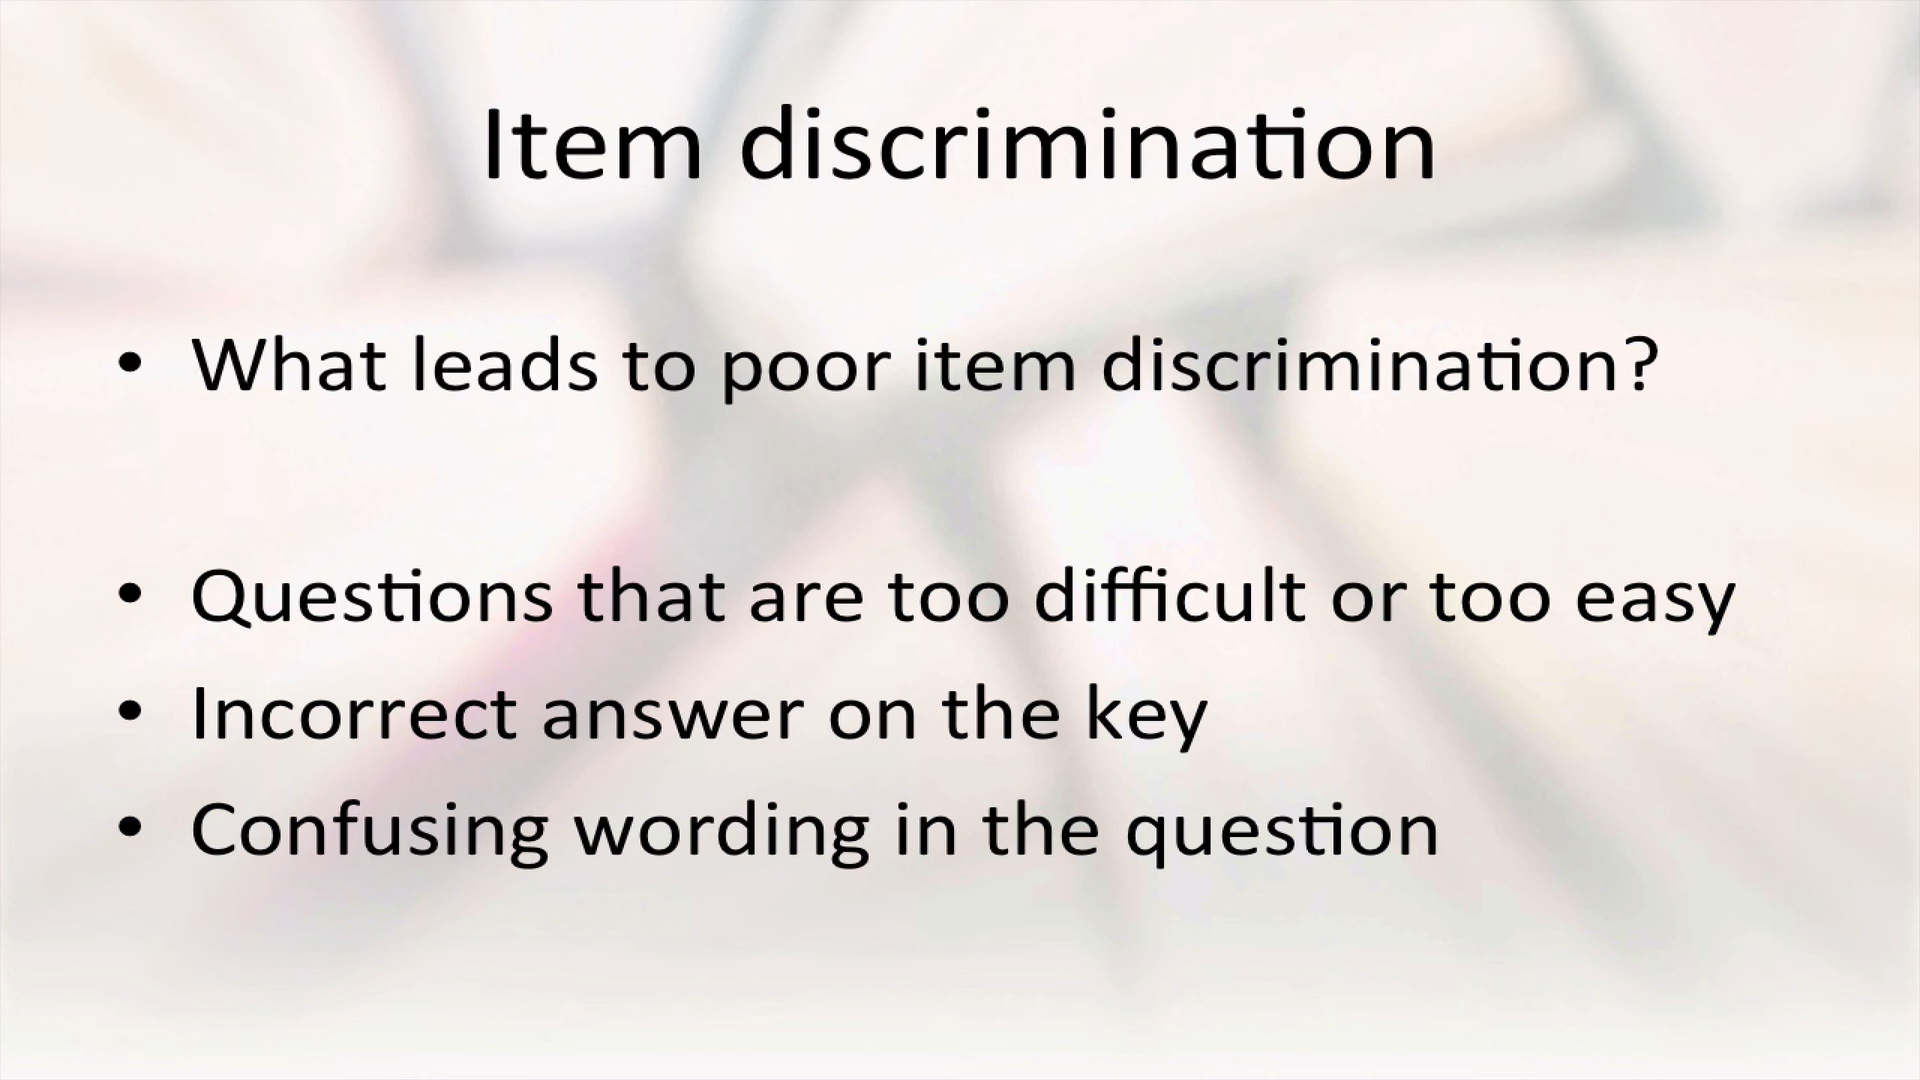 Item discrimination
• What leads to poor item discrimination?
• Questions that are too difficult or too easy
• Incorrect answer on the key
• Confusing wording in the question